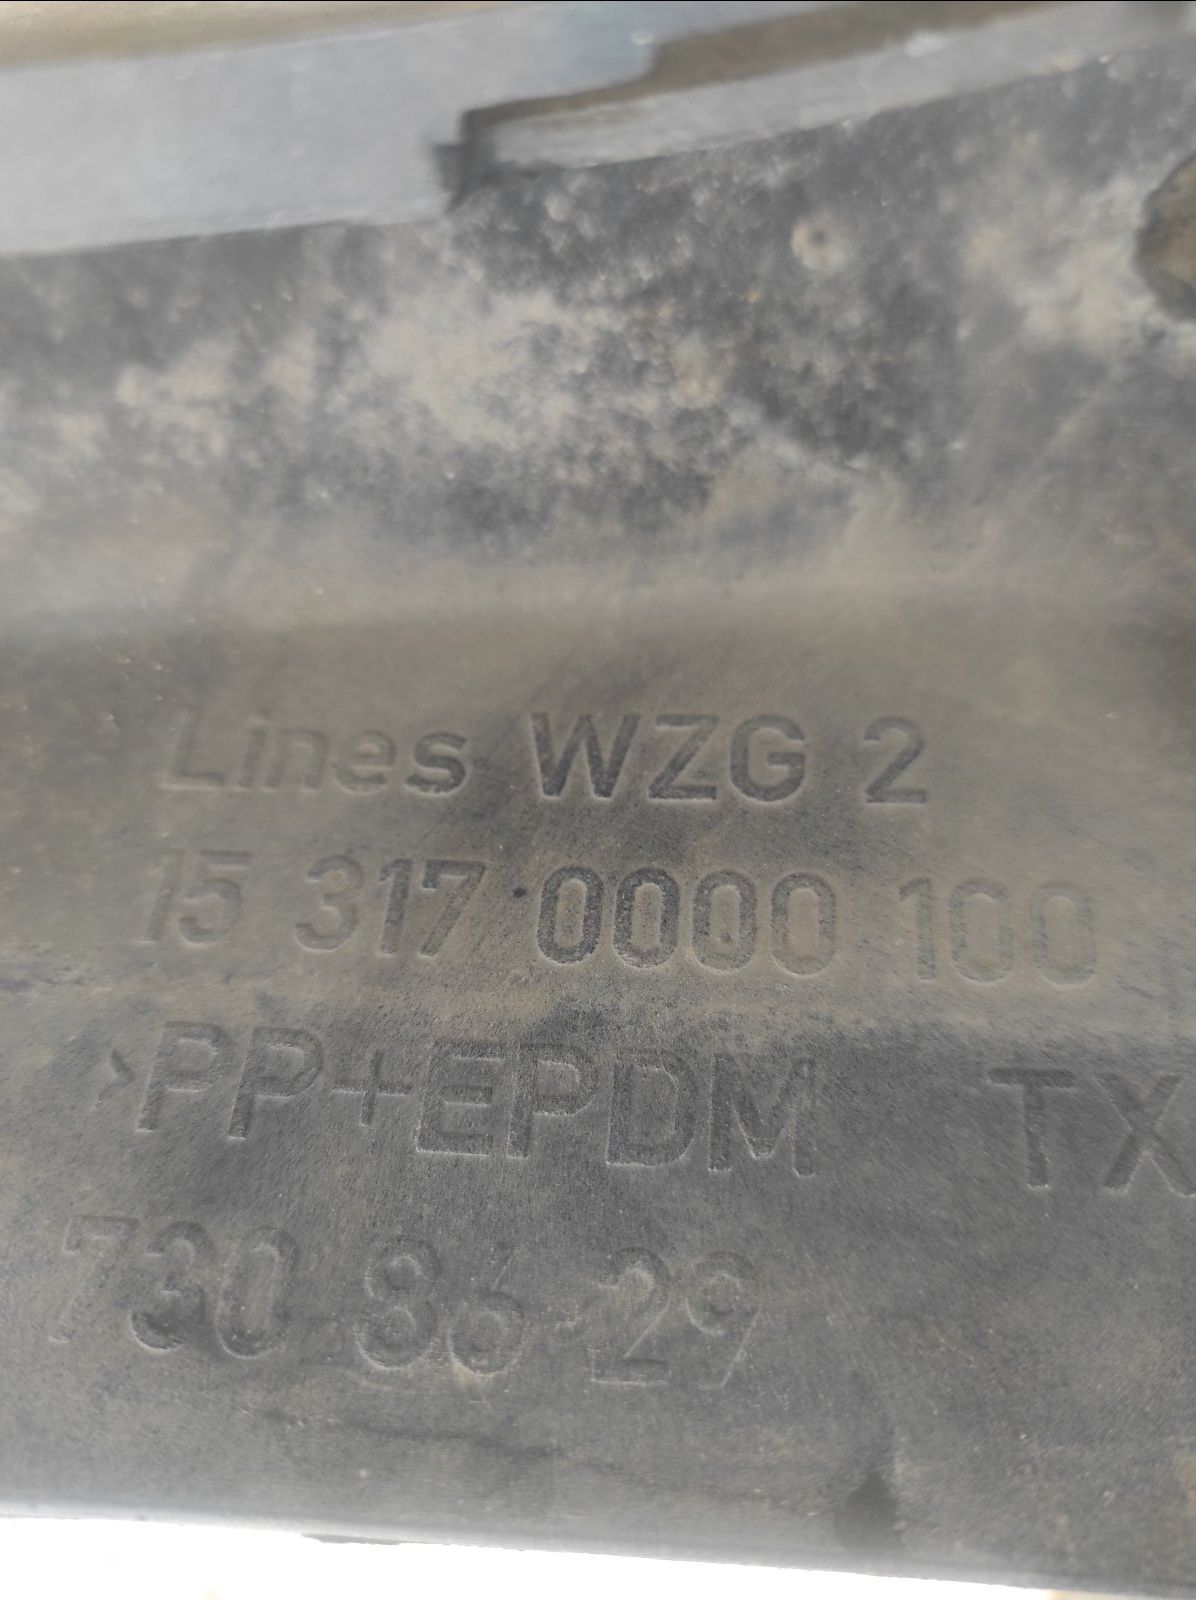 Lines WZG 2
15 317 0000 100
>PP+EPDM TX
730 86 29